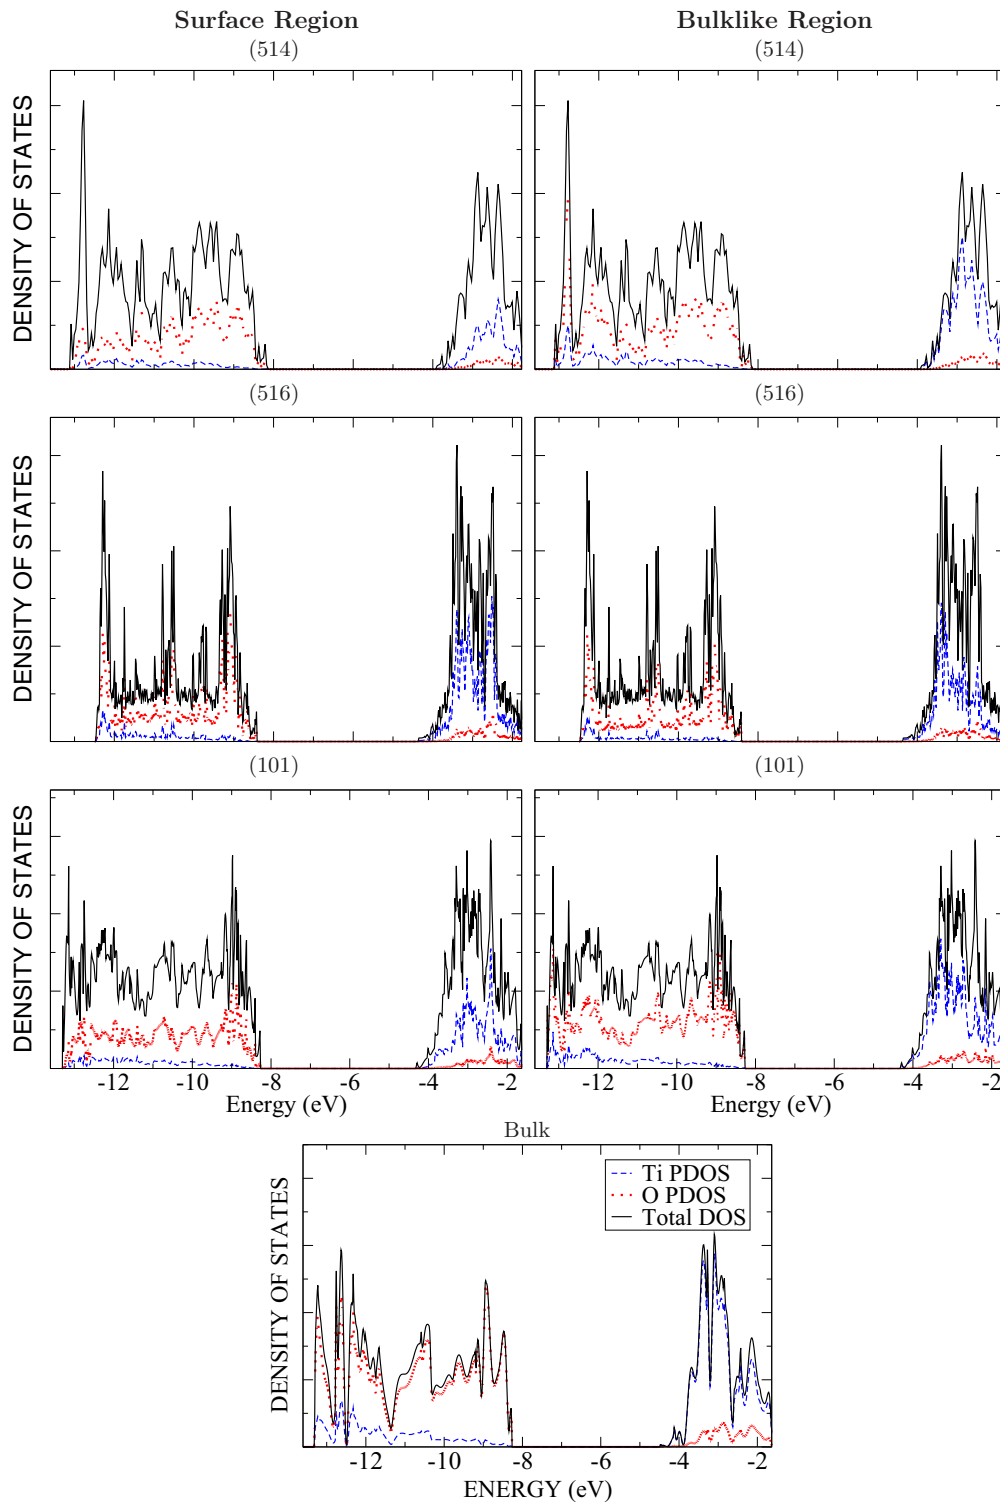 Surface Region
Bulklike Region
(514)
(514)
DENSITY OF STATES
(516)
(516)
DENSITY OF STATES
(101)
(101)
DENSITY OF STATES
-12 -10 -8 -6 -4 -2
-12 -10 -8 -6 -4 -2
Energy (eV)
Energy (eV)
Bulk
DENSITY OF STATES
Ti PDOS
O PDOS
Total DOS
-12 -10 -8 -6 -4 -2
ENERGY (eV)